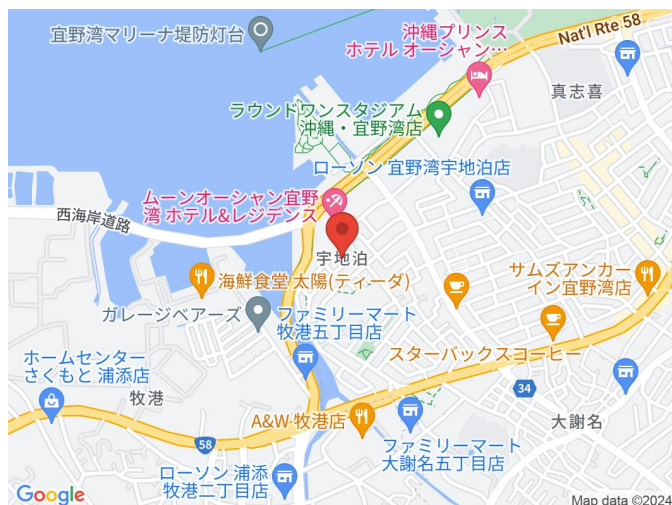 宜野湾マリーナ堤防灯台
沖縄プリンス
ホテル オーシャン…
Nat'l Rte 58
真志喜
ラウンドワンスタジアム
沖縄・宜野湾店
ローソン 宜野湾宇地泊店
ムーンオーシャン宜野
湾 ホテル&レジデンス
西海岸道路
宇地泊
海鮮食堂 太陽(ティーダ)
サムズアンカー
イン宜野湾店
ガレージベアーズ
ファミリーマート
牧港五丁目店
スターバックスコーヒー
ホームセンター
さくもと 浦添店
牧港
34
A&W 牧港店
大謝名
58
ファミリーマート
大謝名五丁目店
ローソン 浦添
牧港二丁目店
Google
Map data ©2024